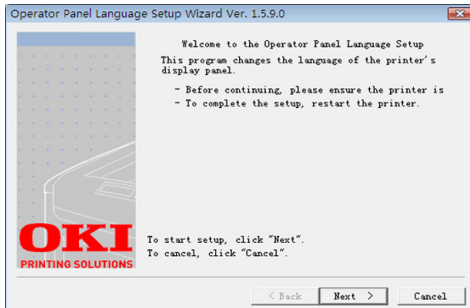 Operator Panel Language Setup Wizard Ver. 1.5.9.0
Welcome to the Operator Panel Language Setup
This program changes the language of the printer's
display panel.
- Before continuing, please ensure the printer is
- To complete the setup, restart the printer.
OKI
PRINTING SOLUTIONS
To start setup, click "Next".
To cancel, click "Cancel".
< Back
Next >
Cancel